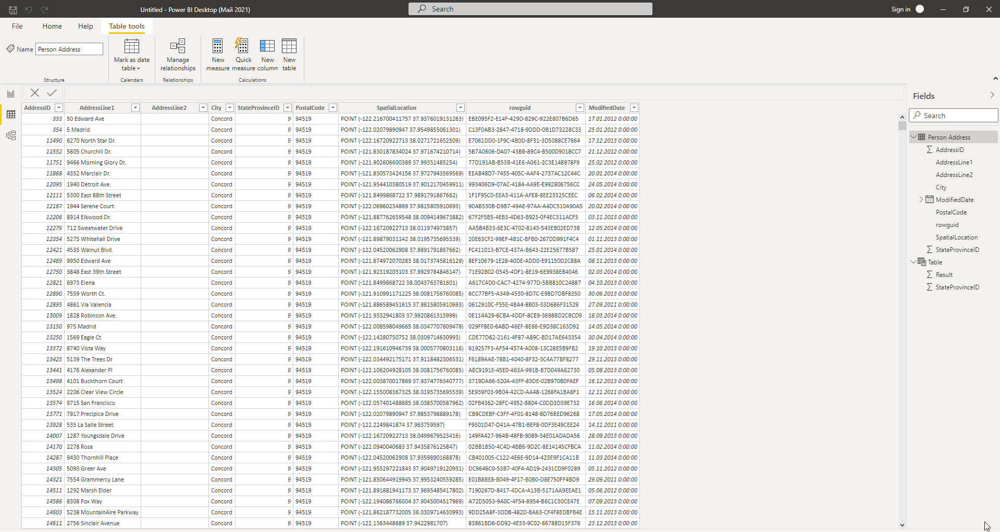 Untitled - Power BI Desktop (Май 2021)
Search
Sign in
File Home Help Table tools
Name Person Address
Mark as date table
Manage relationships
New measure
Quick measure
New column
New table
Structure Calendars Relationships Calculations
AddressID AddressLine1 AddressLine2 City StateProvinceID PostalCode SpatialLocation rowguid ModifiedDate
333 50 Edward Ave Concord 9 94519 POINT (-122.216700411757 37.9376019131263) EBE095F2-E14F-429D-829C-922E807B6D65 17.01.2012 0:00:00
354 5 Madrid Concord 9 94519 POINT (-122.02079890947 37.9549855061301) C13F0AB3-2847-4718-9DDD-0B1D73228C33 25.01.2012 0:00:00
11490 6270 North Star Dr. Concord 9 94519 POINT (-122.16720922713 38.0271721652509) E7061DD0-1F9C-4B0D-8F31-3D5088CE7664 17.12.2013 0:00:00
11552 5805 Churchill Dr. Concord 9 94519 POINT (-121.830187834024 37.971674210714) 5B7A0606-DA07-43BB-89C4-B500D9018CC7 21.12.2012 0:00:00
11751 9466 Morning Glory Dr. Concord 9 94519 POINT (-121.902606600389 37.99351485254) 77D191AB-B53B-41E6-A061-2C3E148978F9 25.02.2012 0:00:00
11868 4352 Marclair Dr. Concord 9 94519 POINT (-121.830573424156 37.9727943569569) EEAB48D7-7455-405C-AAF4-2737AC12C44C 20.01.2014 0:00:00
12095 1940 Detroit Ave. Concord 9 94519 POINT (-121.954410380519 37.9012170459911) 993406D9-07AC-4184-AA9E-E992806756CC 24.05.2014 0:00:00
12111 5300 East 88th Street Concord 9 94519 POINT (-121.8499868722 37.9891791867662) 1F1F95C0-EEA3-411A-AFE8-8EE23325CEEC 06.02.2014 0:00:00
12167 1944 Serene Court Concord 9 94519 POINT (-122.06960234869 37.9815805910693) 90AB530B-D9B7-49AE-97AA-A4DC510A90A5 20.02.2014 0:00:00
12206 8914 Elkwood Dr. Concord 9 94519 POINT (-121.887762659548 38.0094149673882) 67F2F5B5-4EB3-4D63-B923-0F4EC311ACF5 03.11.2013 0:00:00
12279 712 Sweetwater Drive Concord 9 94519 POINT (-122.16720922713 38.011974973857) AA5B4B33-6E3C-4702-8143-543EB02ED73B 12.05.2014 0:00:00
12354 5275 Whitehall Drive Concord 9 94519 POINT (-121.89879031142 38.0195735695539) 20E63CF2-99EF-4B1C-BFB0-267DD991F4C4 01.11.2013 0:00:00
12421 4535 Walnut Blvd. Concord 9 94519 POINT (-122.04520062908 37.9891791867662) FC411013-B7CE-437A-B643-22E25677B587 25.01.2014 0:00:00
12469 9950 Edward Ave Concord 9 94519 POINT (-121.874972070283 38.0173745816129) 8EF10679-1E28-40DE-ADD0-E91150D2C88A 08.11.2013 0:00:00
12750 3848 East 39th Street Concord 9 94519 POINT (-121.92319203103 37.9929784846147) 71E92B02-0545-4DF1-8E19-6E9938EB4046 02.03.2014 0:00:00
12821 6973 Elena Concord 9 94519 POINT (-121.8499868722 38.0043763781601) A617C4D0-CAC7-4274-977D-5BB810C24887 04.10.2013 0:00:00
12890 7559 Worth Ct. Concord 9 94519 POINT (-121.910991171225 38.0081756760085) 6CC77BF5-A349-4530-8D7C-E9BD7DBF8350 30.06.2013 0:00:00
12895 4861 Via Valencia Concord 9 94519 POINT (-121.886589451615 37.9815805910693) 0612910C-F55E-4BA4-8B03-33D686F31529 27.09.2011 0:00:00
13009 1828 Robinson Ave. Concord 9 94519 POINT (-121.9332941803 37.9920861315999) 0E114A29-6CBA-4DDF-8CE9-3698BD2CBCD9 18.03.2014 0:00:00
13150 975 Madrid Concord 9 94519 POINT (-122.008598049665 38.0347707609478) 029FF8E0-6ABD-46EF-8E66-E9D38C163D92 14.05.2014 0:00:00
13250 1569 Eagle Ct Concord 9 94519 POINT (-122.14280750752 38.0309714630993) CDE77D62-2161-4F87-A89C-BD17AE643354 30.04.2014 0:00:00
13372 8740 Vista Way Concord 9 94519 POINT (-122.191610946739 38.0005770803116) 619257F3-AF54-4574-A008-13C28E5B9FB2 19.10.2013 0:00:00
13425 5139 The Trees Dr Concord 9 94519 POINT (-122.034492175171 37.9118482306531) F6189AAE-78B1-4040-8F32-3C4A77BF8277 29.11.2013 0:00:00
13441 4176 Alexander Pl Concord 9 94519 POINT (-122.106204928105 38.0081756760085) AEC9191E-45E0-463A-991B-B7D049A62730 05.08.2013 0:00:00
13498 4101 Buckthorn Court Concord 9 94519 POINT (-122.003870017869 37.9374776340777) 3719DA66-320A-43FF-83DE-02B970B0FAEF 16.12.2013 0:00:00
13524 2206 Clear View Circle Concord 9 94519 POINT (-122.155008367325 38.0195735695539) 5E939F03-9B04-42CD-AA48-1268FA1BA8F1 12.11.2011 0:00:00
13574 9715 San Francisco Concord 9 94519 POINT (-122.057401488885 38.0385700587962) 02FB4362-28FC-4952-8804-C0DD3D39E732 16.06.2014 0:00:00
13771 7917 Precipice Drive Concord 9 94519 POINT (-122.02079890947 37.9853798889178) CB9CDEBF-C3FF-4F01-8148-8D76BED96268 17.05.2014 0:00:00
13928 535 La Salle Street Concord 9 94519 POINT (-122.2249841874 37.963759597) F9301D47-D41A-47B1-BEF8-0DF3E49CEE24 14.11.2011 0:00:00
14007 1287 Youngsdale Drive Concord 9 94519 POINT (-122.16720922713 38.0499679523416) 149FA427-964B-48FB-9089-34E01ADADA56 28.09.2013 0:00:00
14170 2278 Rosa Concord 9 94519 POINT (-122.0940040683 37.9435876125847) 02BB1B50-4C4D-4BB6-9D2C-8E14145CFBCA 11.02.2014 0:00:00
14287 9430 Thornhill Place Concord 9 94519 POINT (-122.04520062908 37.9359890168878) CB401005-C122-4E6E-9D14-423E9F1CA11B 11.03.2014 0:00:00
14305 5093 Greer Ave Concord 9 94519 POINT (-121.955297221843 37.9049719120931) DC9646C0-53B7-40F4-AD19-2431CD9F0289 05.11.2012 0:00:00
14321 7554 Grammercy Lane Concord 9 94519 POINT (-121.850644919945 37.9953240559285) E01B8BE8-B049-4F17-B0B0-D8E750FF4BD9 29.09.2011 0:00:00
14511 1292 Marsh Elder Concord 9 94519 POINT (-121.891881941173 37.9695485417802) 7190267D-8417-4DCA-A13B-5171AA9EEAE1 05.06.2012 0:00:00
14586 8308 Fox Way Concord 9 94519 POINT (-122.194086766004 37.9045004517969) A72D5053-9A0C-4F54-8954-B6C1C30CE47E 07.09.2013 0:00:00
14603 5238 MountainAire Parkway Concord 9 94519 POINT (-121.862187732005 38.0309714630993) 9DD25A8F-3DDB-482D-BA63-CF4F8EDBFB4E 15.11.2013 0:00:00
14611 2756 Sinclair Avenue Concord 9 94519 POINT (-122.1363448689 37.9422981707) 83861BD6-DD92-4E33-9C02-66788D15F376 23.12.2013 0:00:00
Fields
Search
Person Address
AddressID
AddressLine1
AddressLine2
City
ModifiedDate
PostalCode
rowguid
SpatialLocation
StateProvinceID
Table
Result
StateProvinceID